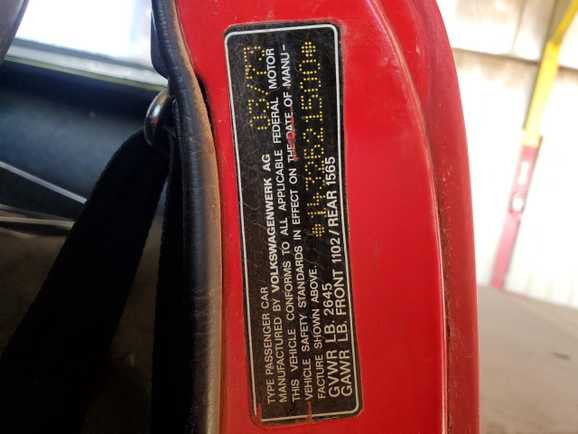 TYPE PASSENGER CAR
MANUFACTURED BY VOLKSWAGENWERK AG 03/73
THIS VEHICLE CONFORMS TO ALL APPLICABLE FEDERAL MOTOR
VEHICLE SAFETY STANDARDS IN EFFECT ON THE DATE OF MANU-
FACTURE SHOWN ABOVE. *1432621500*
GVWR LB. 2645
GAWR LB. FRONT 1102 / REAR 1565